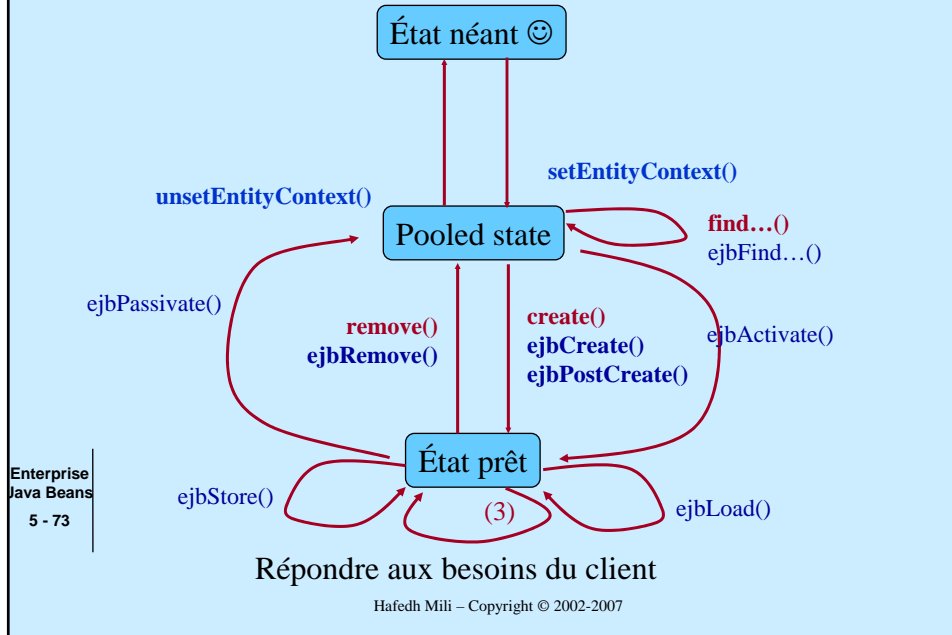 État néant ☺
setEntityContext()
unsetEntityContext()
Pooled state
find…()
ejbFind…()
ejbPassivate()
remove()
ejbRemove()
create()
ejbCreate()
ejbPostCreate()
ejbActivate()
État prêt
Enterprise
Java Beans
5 - 73
ejbStore()
(3)
ejbLoad()
Répondre aux besoins du client
Hafedh Mili – Copyright © 2002-2007